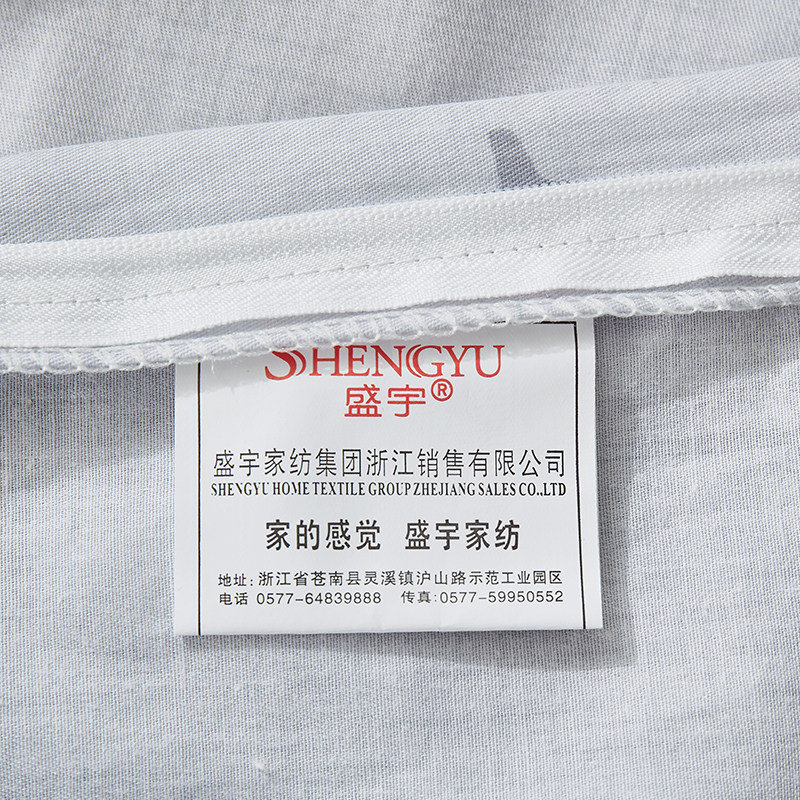 SHENGYU
盛宇®
盛宇家纺集团浙江销售有限公司
SHENGYU HOME TEXTILE GROUP ZHEJIANG SALES CO.,LTD
家的感觉 盛宇家纺
地址:浙江省苍南县灵溪镇沪山路示范工业园区
电话 0577-64839888 传真:0577-59950552